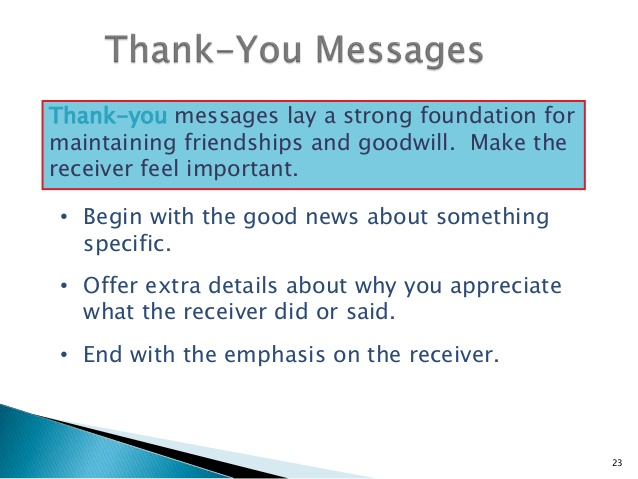 Thank-You Messages
Thank-you messages lay a strong foundation for
maintaining friendships and goodwill.  Make the
receiver feel important.
• Begin with the good news about something
specific.
• Offer extra details about why you appreciate
what the receiver did or said.
• End with the emphasis on the receiver.
23